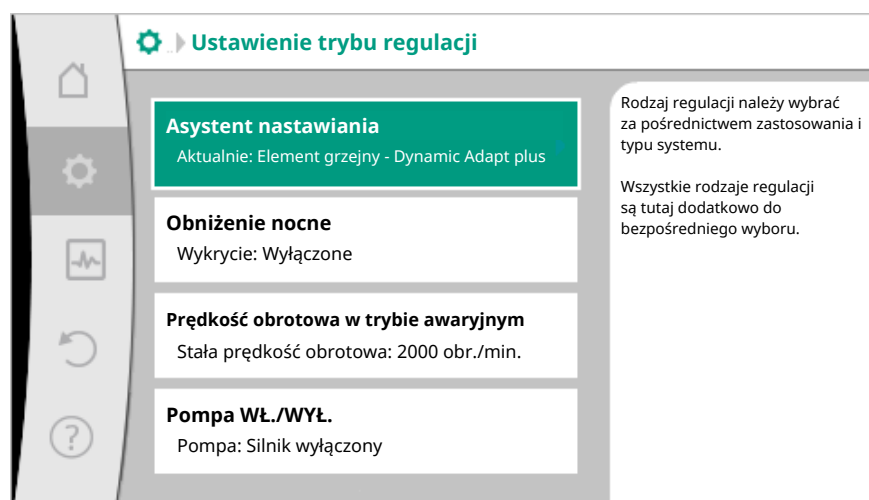 Ustawienie trybu regulacji
Asystent nastawiania
Aktualnie: Element grzejny - Dynamic Adapt plus
Obniżenie nocne
Wykrycie: Wyłączone
Prędkość obrotowa w trybie awaryjnym
Stała prędkość obrotowa: 2000 obr./min.
Pompa WŁ./WYŁ.
Pompa: Silnik wyłączony
Rodzaj regulacji należy wybrać
za pośrednictwem zastosowania i
typu systemu.
Wszystkie rodzaje regulacji
są tutaj dodatkowo do
bezpośredniego wyboru.
?